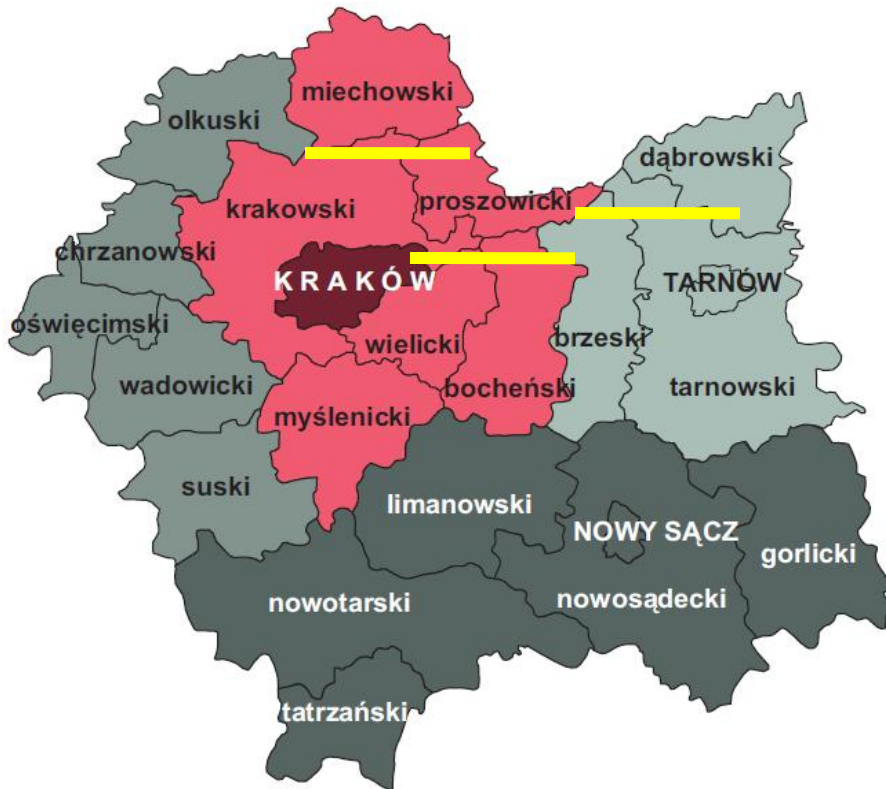 miechowski
olkuski
dąbrowski
krakowski
proszowicki
chrzanowski
KRAKÓW
TARNÓW
oświęcimski
wielicki
brzeski
wadowicki
bocheński
tarnowski
myślenicki
suski
limanowski
NOWY SĄCZ
gorlicki
nowotarski
nowosądecki
tatrzański